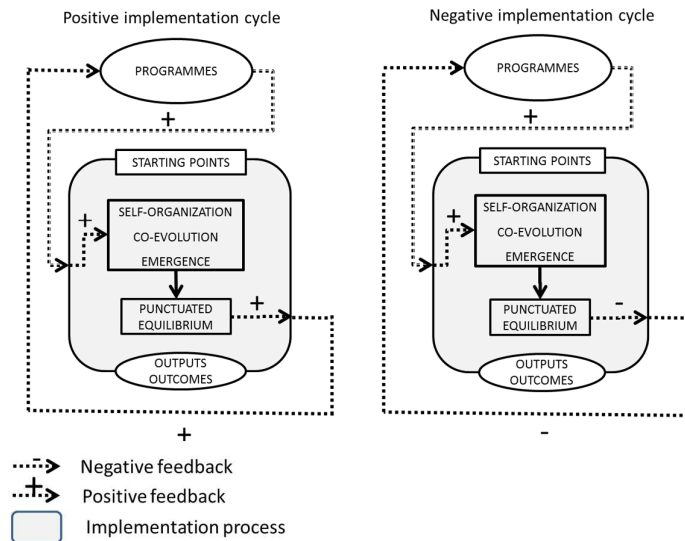 Positive implementation cycle
PROGRAMMES
+
STARTING POINTS
+
SELF-ORGANIZATION
CO-EVOLUTION
EMERGENCE
PUNCTUATED
EQUILIBRIUM
+
OUTPUTS
OUTCOMES
+
Negative implementation cycle
PROGRAMMES
+
STARTING POINTS
+
SELF-ORGANIZATION
CO-EVOLUTION
EMERGENCE
PUNCTUATED
EQUILIBRIUM
-
OUTPUTS
OUTCOMES
-
- Negative feedback
+ Positive feedback
Implementation process